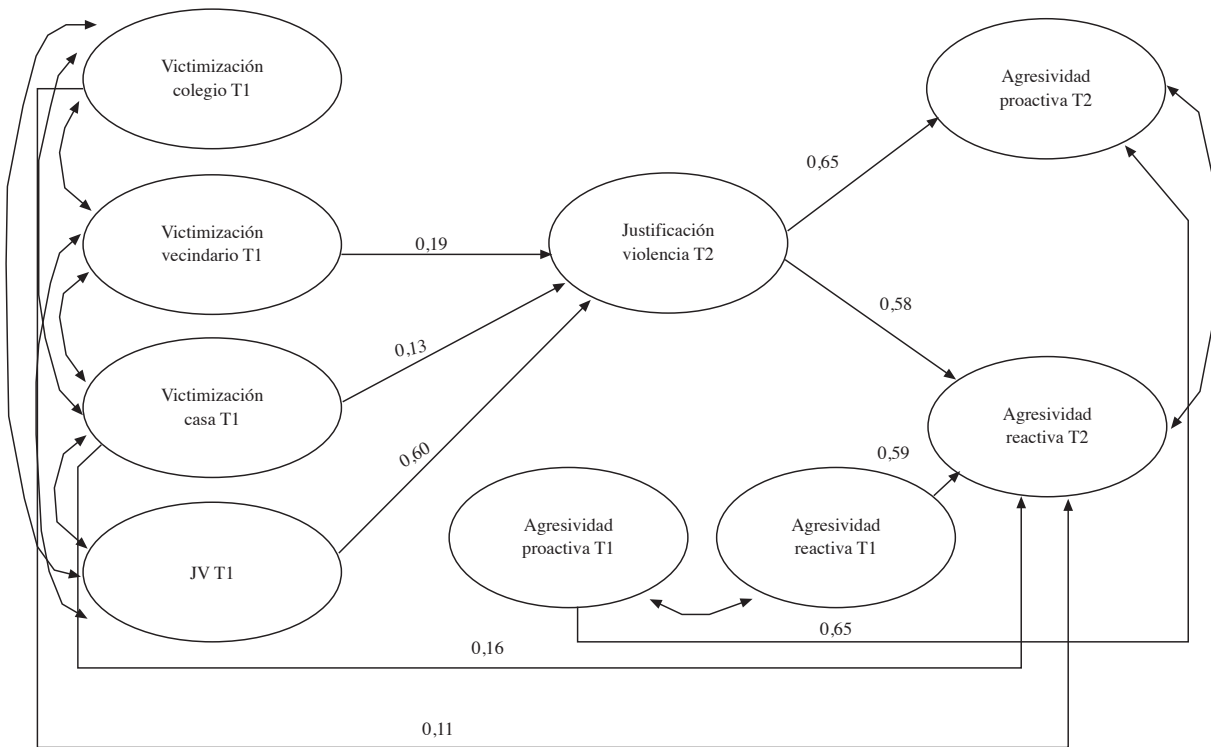 Victimización
colegio T1
Agresividad
proactiva T2
0,65
Victimización
vecindario T1
0,19
Justificación
violencia T2
0,58
0,13
Victimización
casa T1
Agresividad
reactiva T2
0,60
0,59
Agresividad
proactiva T1
Agresividad
reactiva T1
JV T1
0,65
0,16
0,11